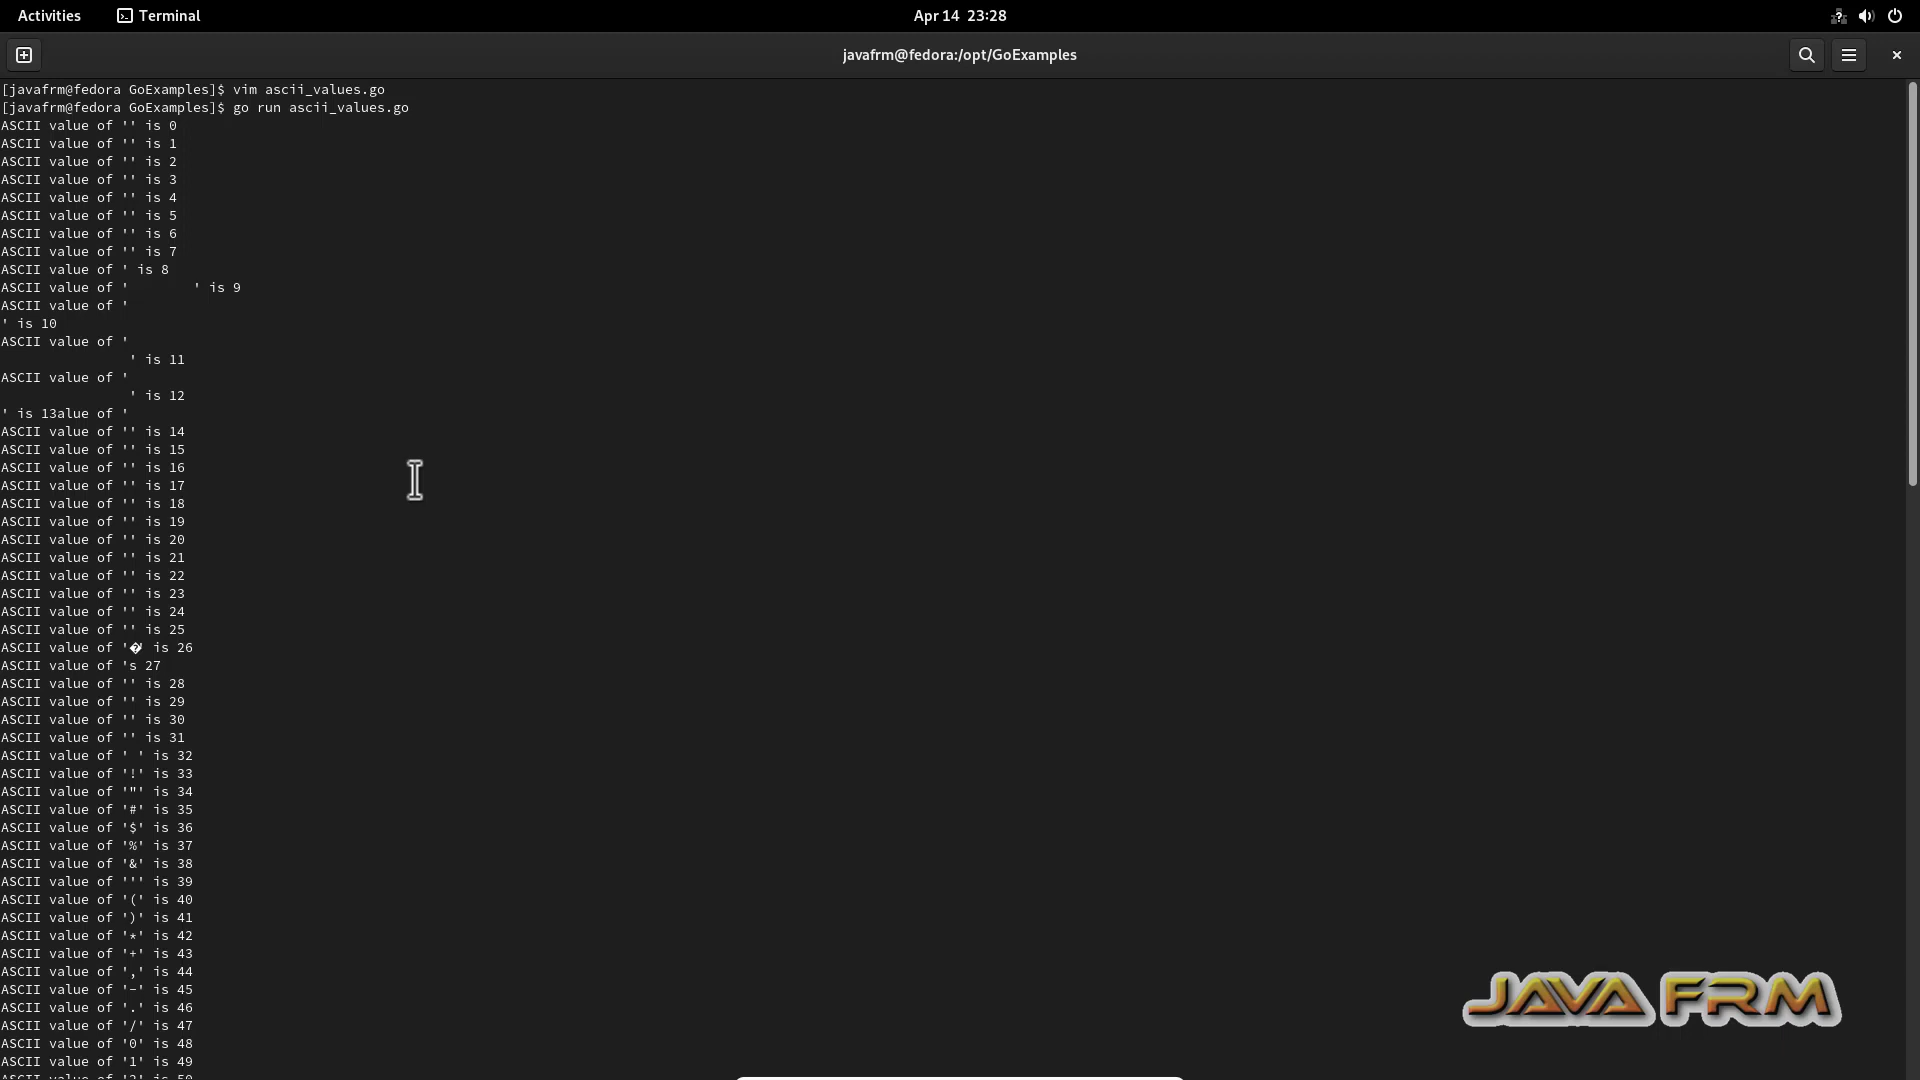 Activities
Terminal
Apr 14 23:28
javafrm@fedora:/opt/GoExamples
[javafrm@fedora GoExamples]$ vim ascii_values.go
[javafrm@fedora GoExamples]$ go run ascii_values.go
ASCII value of '' is 0
ASCII value of '' is 1
ASCII value of '' is 2
ASCII value of '' is 3
ASCII value of '' is 4
ASCII value of '' is 5
ASCII value of '' is 6
ASCII value of '' is 7
ASCII value of ' is 8
ASCII value of '        ' is 9
ASCII value of '
' is 10
ASCII value of '
                ' is 11
ASCII value of '
                ' is 12
' is 13alue of '
ASCII value of '' is 14
ASCII value of '' is 15
ASCII value of '' is 16
ASCII value of '' is 17
ASCII value of '' is 18
ASCII value of '' is 19
ASCII value of '' is 20
ASCII value of '' is 21
ASCII value of '' is 22
ASCII value of '' is 23
ASCII value of '' is 24
ASCII value of '' is 25
ASCII value of '�' is 26
ASCII value of 's 27
ASCII value of '' is 28
ASCII value of '' is 29
ASCII value of '' is 30
ASCII value of '' is 31
ASCII value of ' ' is 32
ASCII value of '!' is 33
ASCII value of '"' is 34
ASCII value of '#' is 35
ASCII value of '$' is 36
ASCII value of '%' is 37
ASCII value of '&' is 38
ASCII value of ''' is 39
ASCII value of '(' is 40
ASCII value of ')' is 41
ASCII value of '*' is 42
ASCII value of '+' is 43
ASCII value of ',' is 44
ASCII value of '-' is 45
ASCII value of '.' is 46
ASCII value of '/' is 47
ASCII value of '0' is 48
ASCII value of '1' is 49
ASCII value of '2' is 50
JAVA FRM